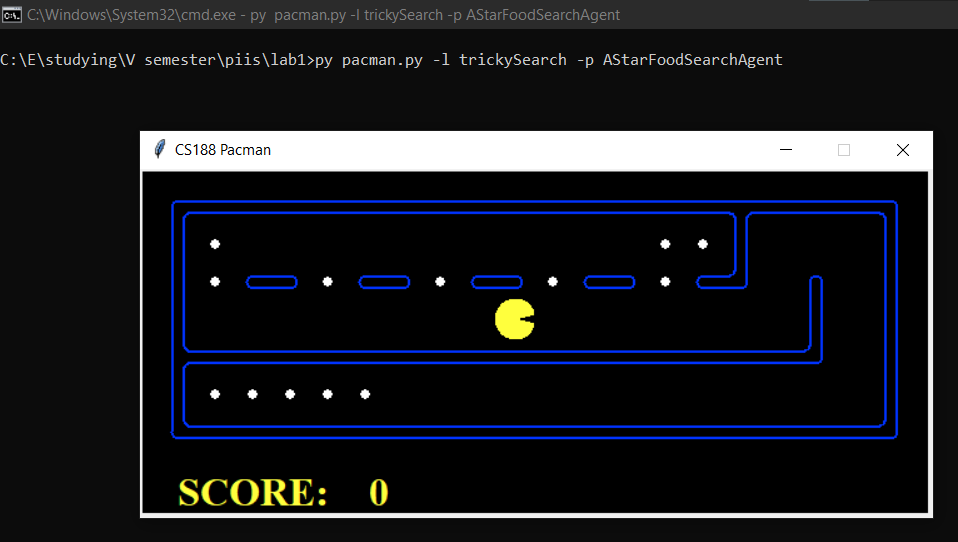 C:\Windows\System32\cmd.exe - py  pacman.py -l trickySearch -p AStarFoodSearchAgent
C:\E\studying\V semester\piis\lab1>py pacman.py -l trickySearch -p AStarFoodSearchAgent
CS188 Pacman
SCORE: 0